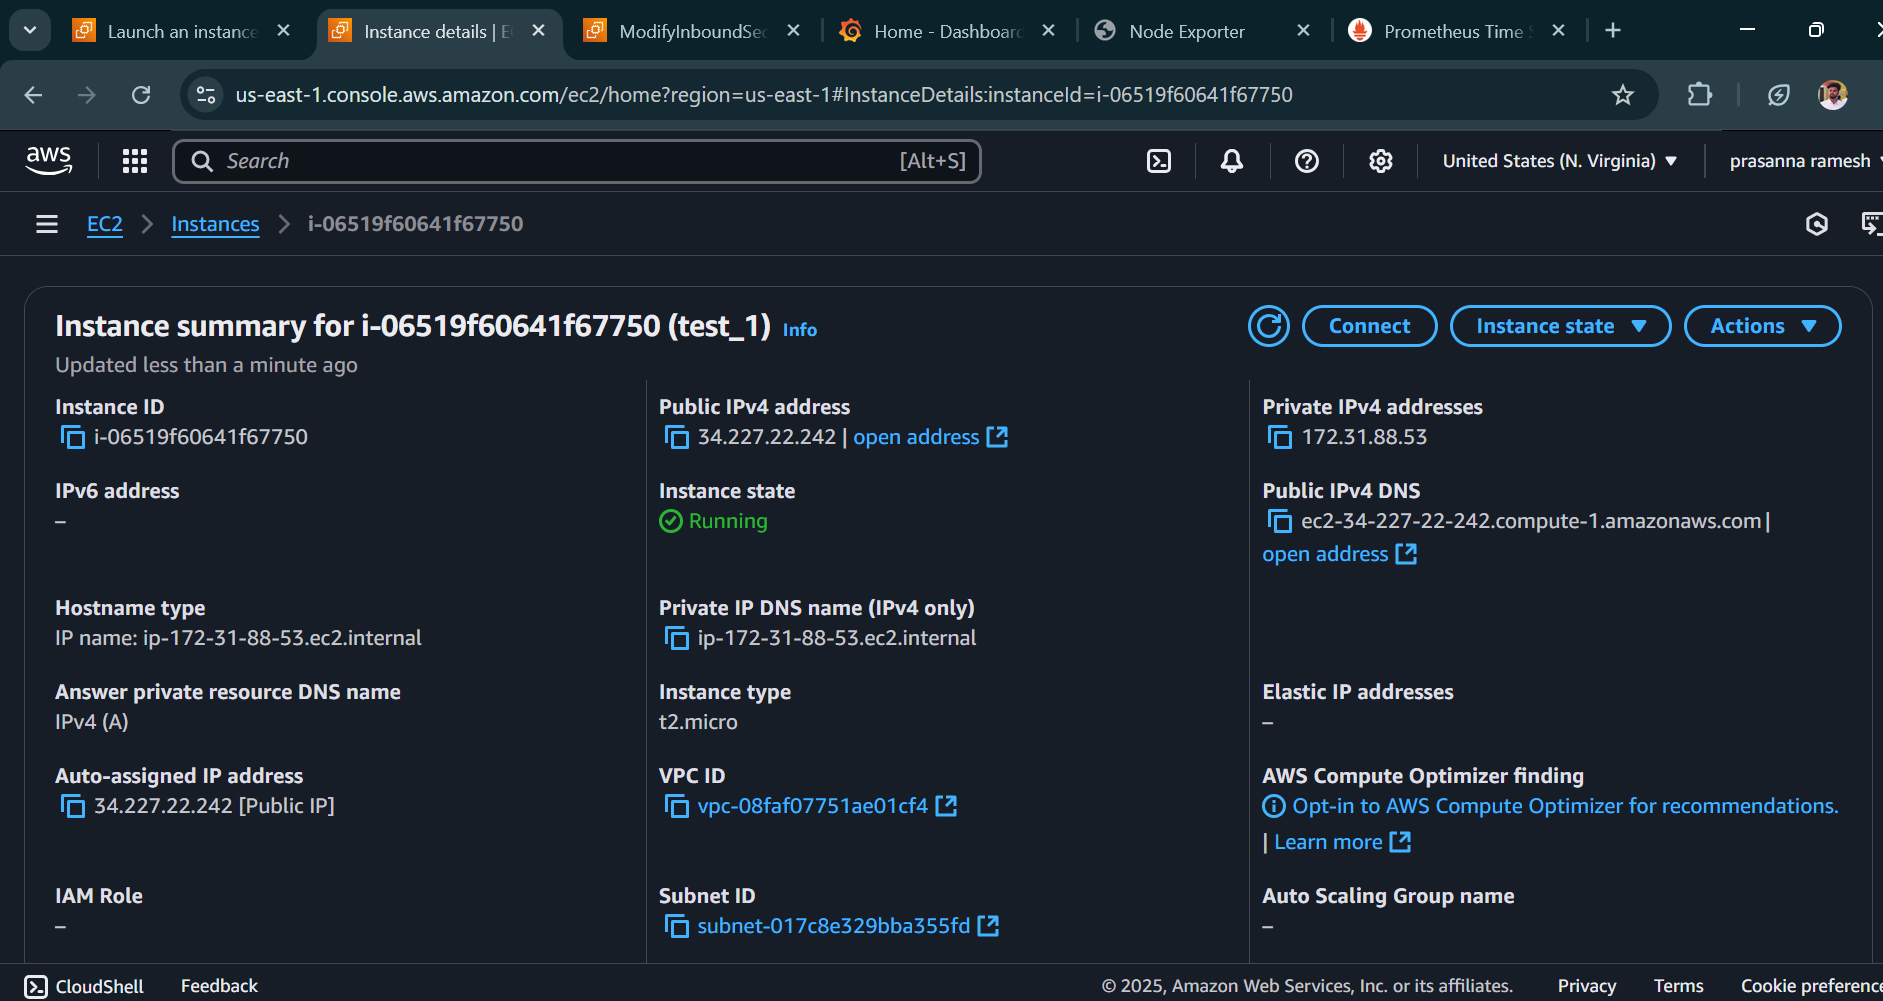 Launch an instance
Instance details | E
ModifyInboundSec
Home - Dashboard
Node Exporter
Prometheus Time S
us-east-1.console.aws.amazon.com/ec2/home?region=us-east-1#InstanceDetails:instanceId=i-06519f60641f67750
aws
Search
[Alt+S]
United States (N. Virginia)
prasanna ramesh
EC2
Instances
i-06519f60641f67750
Instance summary for i-06519f60641f67750 (test_1) Info
Connect
Instance state
Actions
Updated less than a minute ago
Instance ID
i-06519f60641f67750
Public IPv4 address
34.227.22.242 | open address
Private IPv4 addresses
172.31.88.53
IPv6 address
–
Instance state
Running
Public IPv4 DNS
ec2-34-227-22-242.compute-1.amazonaws.com |
open address
Hostname type
IP name: ip-172-31-88-53.ec2.internal
Private IP DNS name (IPv4 only)
ip-172-31-88-53.ec2.internal
Answer private resource DNS name
IPv4 (A)
Instance type
t2.micro
Elastic IP addresses
–
Auto-assigned IP address
34.227.22.242 [Public IP]
VPC ID
vpc-08faf07751ae01cf4
AWS Compute Optimizer finding
Opt-in to AWS Compute Optimizer for recommendations.
| Learn more
IAM Role
–
Subnet ID
subnet-017c8e329bba355fd
Auto Scaling Group name
–
CloudShell
Feedback
© 2025, Amazon Web Services, Inc. or its affiliates.
Privacy
Terms
Cookie preference